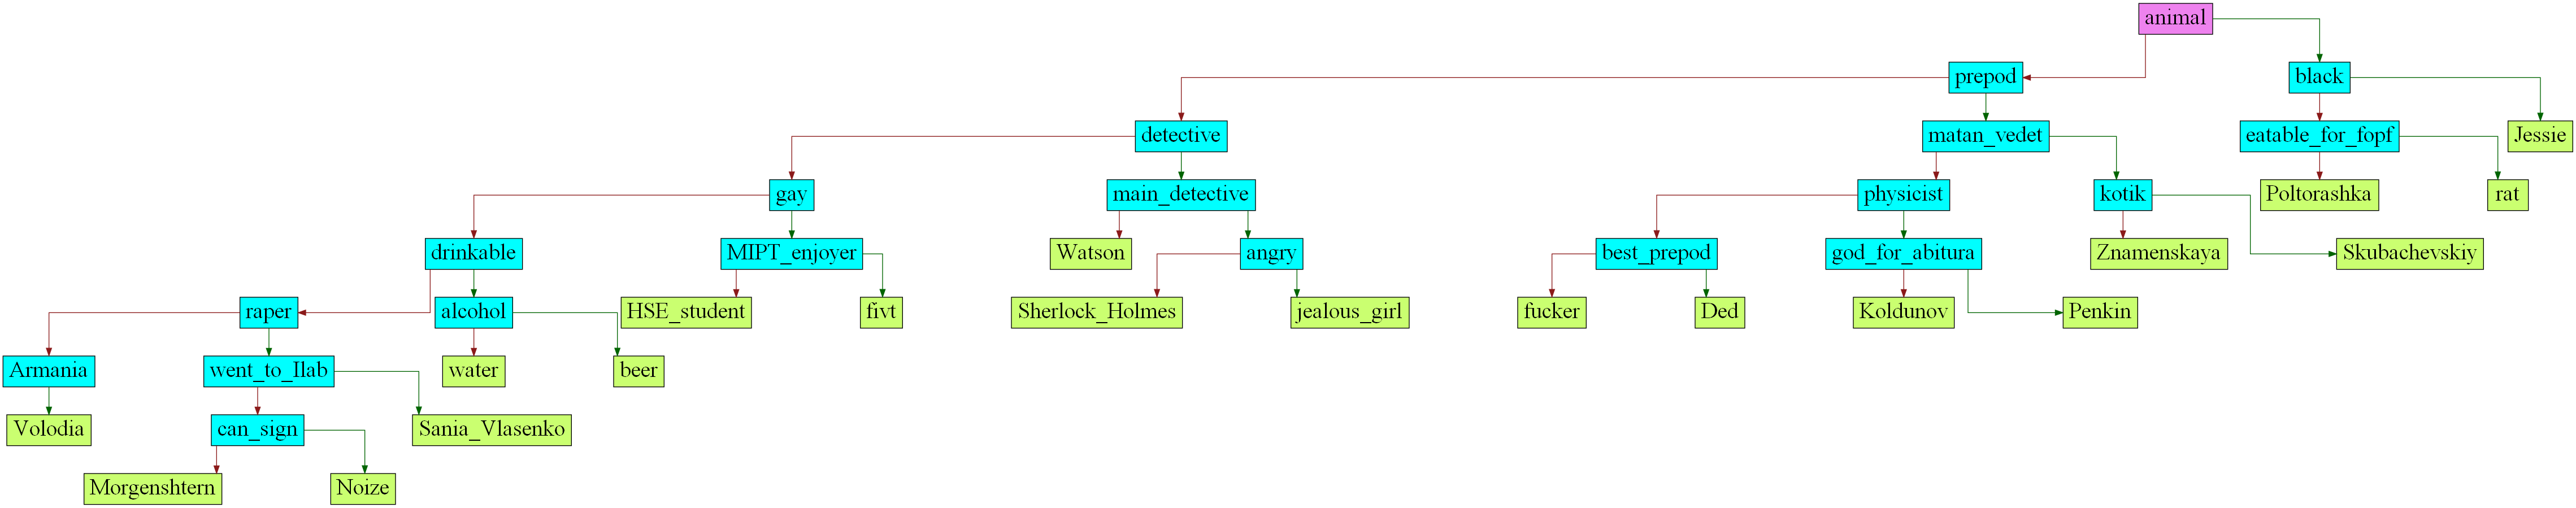 animal
prepod
black
detective
matan_vedet
eatable_for_fopf
Jessie
gay
main_detective
physicist
kotik
Poltorashka
rat
drinkable
MIPT_enjoyer
Watson
angry
best_prepod
god_for_abitura
Znamenskaya
Skubachevskiy
raper
alcohol
HSE_student
fivt
Sherlock_Holmes
jealous_girl
fucker
Ded
Koldunov
Penkin
Armania
went_to_Ilab
water
beer
Volodia
can_sign
Sania_Vlasenko
Morgenshtern
Noize